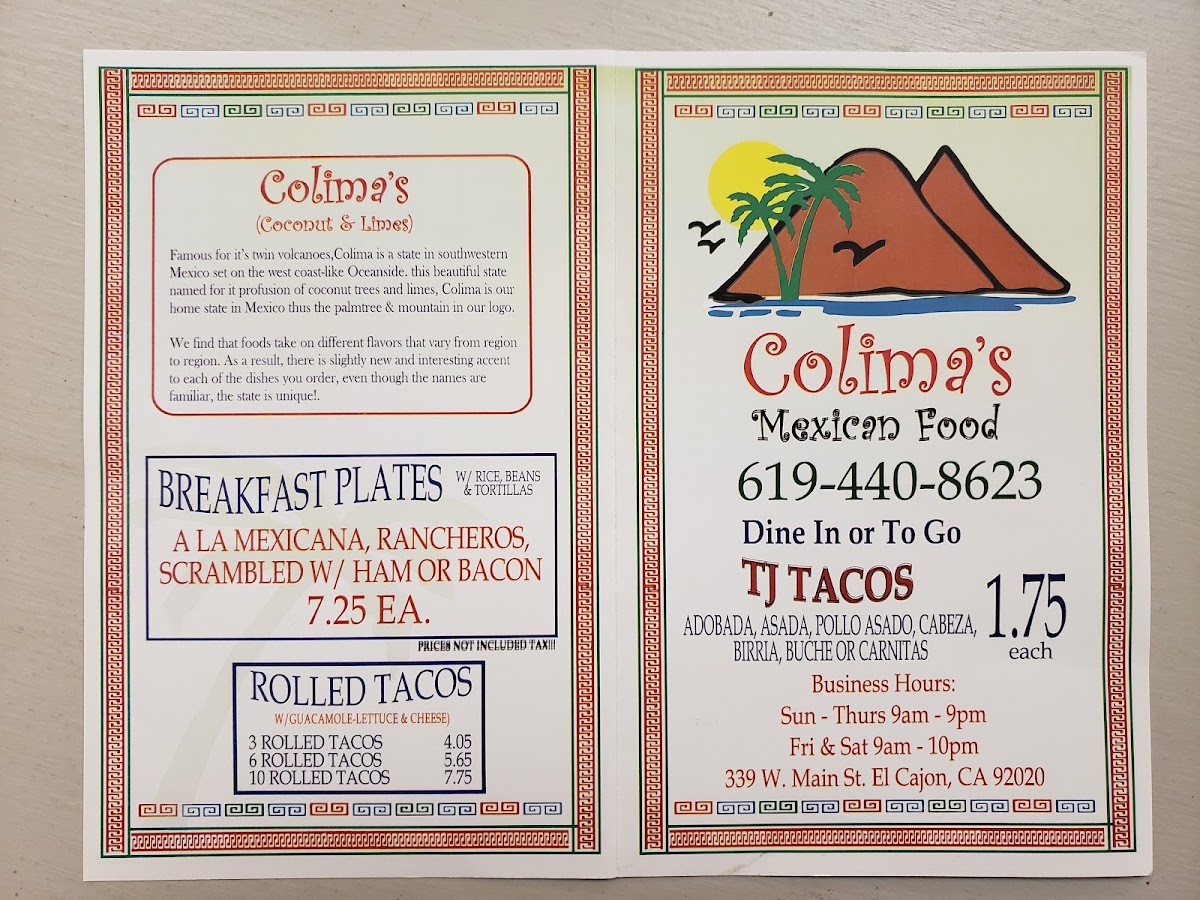 Colima's
(Coconut & Limes)
Famous for it's twin volcanoes,Colima is a state in southwestern
Mexico set on the west coast-like Oceanside. this beautiful state
named for it profusion of coconut trees and limes, Colima is our
home state in Mexico thus the palmtree & mountain in our logo.
We find that foods take on different flavors that vary from region
to region. As a result, there is slightly new and interesting accent
to each of the dishes you order, even though the names are
familiar, the state is unique!.
BREAKFAST PLATES W/ RICE, BEANS
& TORTILLAS
A LA MEXICANA, RANCHEROS,
SCRAMBLED W/ HAM OR BACON
7.25 EA.
PRICES NOT INCLUDED TAX!!!
ROLLED TACOS
W/GUACAMOLE-LETTUCE & CHEESE)
3 ROLLED TACOS 4.05
6 ROLLED TACOS 5.65
10 ROLLED TACOS 7.75
Colima's
Mexican Food
619-440-8623
Dine In or To Go
TJ TACOS
ADOBADA, ASADA, POLLO ASADO, CABEZA,
BIRRIA, BUCHE OR CARNITAS
1.75
each
Business Hours:
Sun - Thurs 9am - 9pm
Fri & Sat 9am - 10pm
339 W. Main St. El Cajon, CA 92020